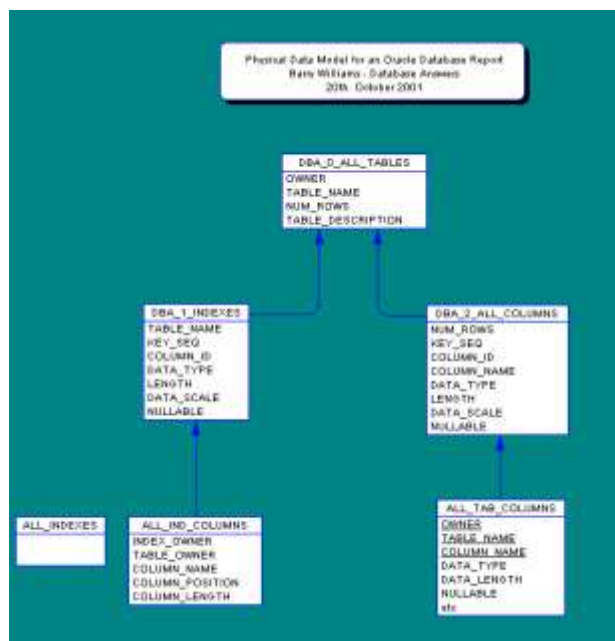 Physical Data Model for an Oracle Database Report
Barry Williams - Database Answers
20th October 2001
DBA_0_ALL_TABLES
OWNER
TABLE_NAME
NUM_ROWS
TABLE_DESCRIPTION
DBA_1_INDEXES
TABLE_NAME
KEY_SEQ
COLUMN_ID
DATA_TYPE
LENGTH
DATA_SCALE
NULLABLE
DBA_2_ALL_COLUMNS
NUM_ROWS
KEY_SEQ
COLUMN_ID
COLUMN_NAME
DATA_TYPE
LENGTH
DATA_SCALE
NULLABLE
ALL_INDEXES
ALL_IND_COLUMNS
INDEX_OWNER
TABLE_OWNER
COLUMN_NAME
COLUMN_POSITION
COLUMN_LENGTH
ALL_TAB_COLUMNS
OWNER
TABLE_NAME
COLUMN_NAME
DATA_TYPE
DATA_LENGTH
NULLABLE
etc